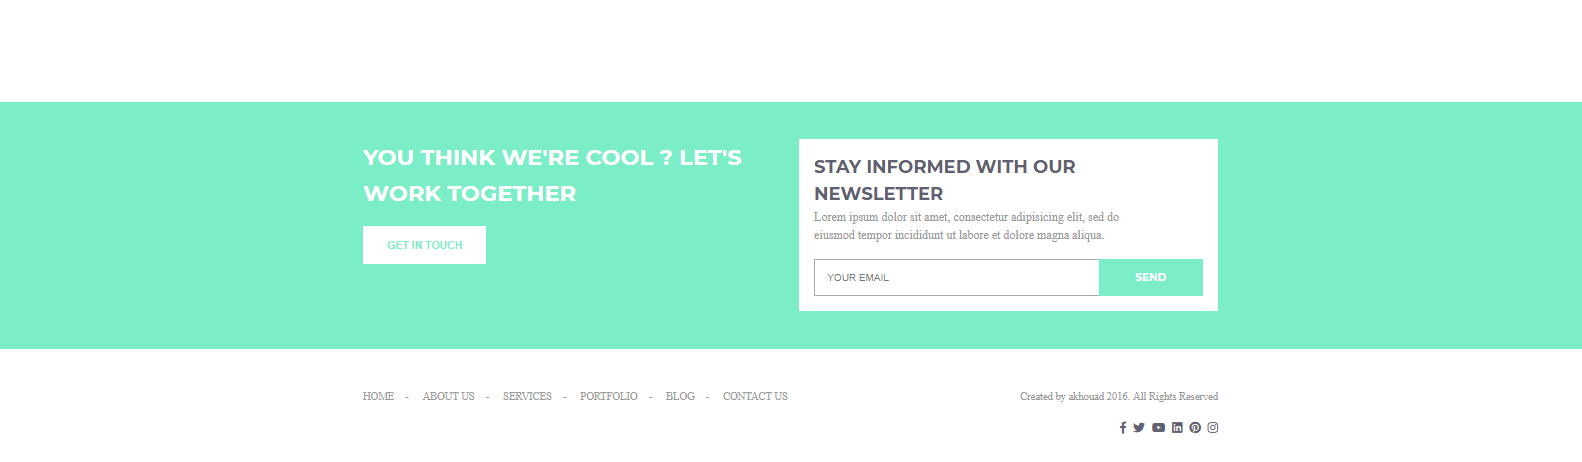 YOU THINK WE'RE COOL ? LET'S
WORK TOGETHER
GET IN TOUCH
STAY INFORMED WITH OUR
NEWSLETTER
Lorem ipsum dolor sit amet, consectetur adipisicing elit, sed do
eiusmod tempor incididunt ut labore et dolore magna aliqua.
YOUR EMAIL
SEND
HOME - ABOUT US - SERVICES - PORTFOLIO - BLOG - CONTACT US
Created by akhouad 2016. All Rights Reserved